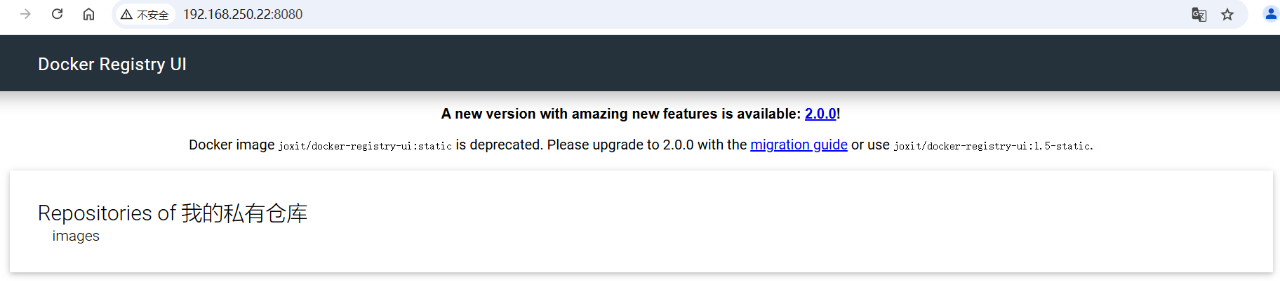 不安全 192.168.250.22:8080
Docker Registry UI
A new version with amazing new features is available: 2.0.0!
Docker image joxit/docker-registry-ui:static is deprecated. Please upgrade to 2.0.0 with the migration guide or use joxit/docker-registry-ui:1.5-static.
Repositories of 我的私有仓库
images